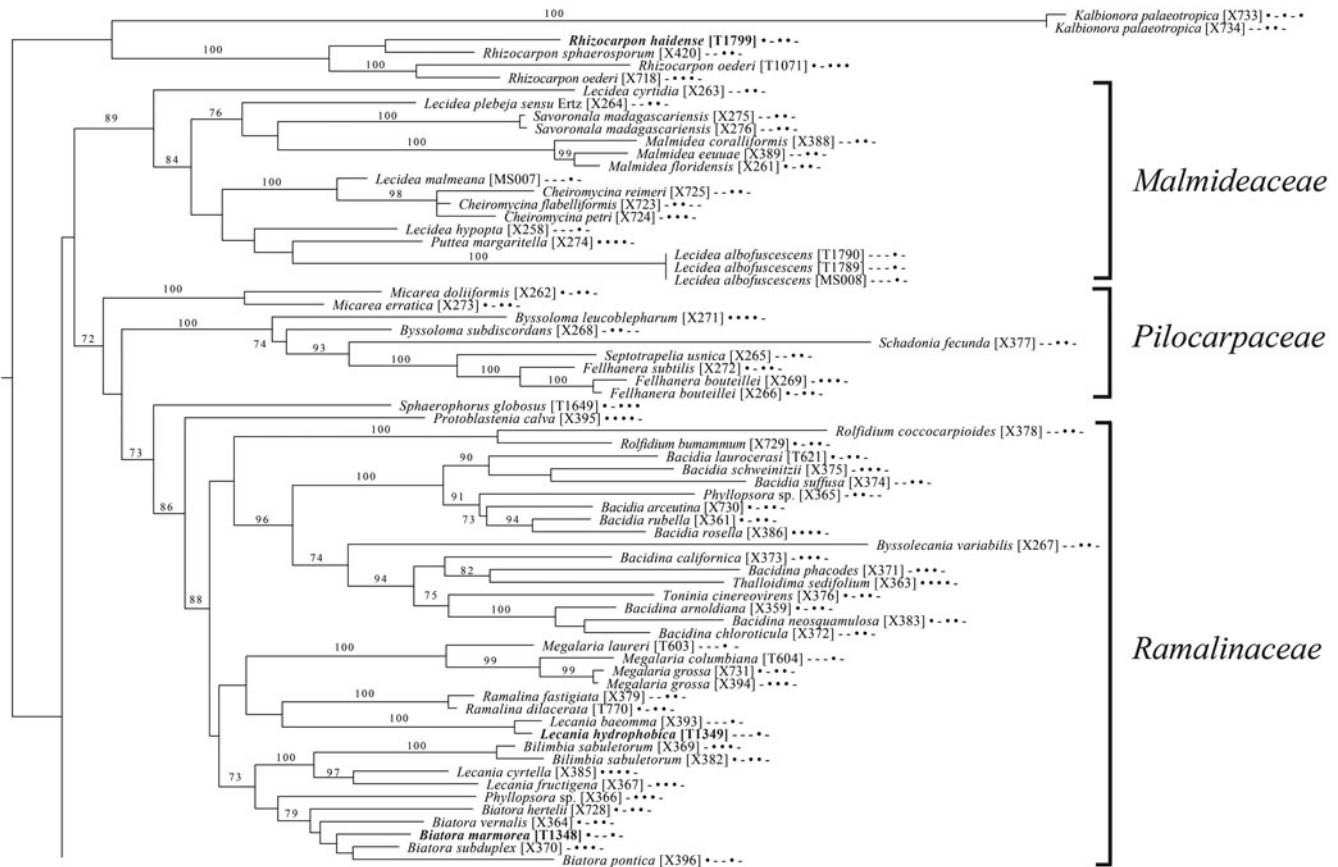 100
Kalbionora palaeotropica [X733] •--•-•
Kalbionora palaeotropica [X734] --••--
Rhizocarpon haidense [T1799] •-••-
100
Rhizocarpon sphaerosporum [X420] --••-
100
Rhizocarpon oederi [T1071] •-•••
Rhizocarpon oederi [X718] -•••-
Lecidea cyrtidia [X263] --••-
89
76
Lecidea plebeja sensu Ertz [X264] --••-
100
Savoronala madagascariensis [X275] --••-
Savoronala madagascariensis [X276] --••-
100
Malmidea coralliformis [X388] --••-
99
Malmidea eeuuae [X389] --••-
Malmidea floridensis [X261] •-••-
84
100
Lecidea malmeana [MS007] ---•-
98
Cheiromycina reimeri [X725] --••-
Cheiromycina flabelliformis [X723] -••--
Cheiromycina petri [X724] -•••-
Lecidea hypopta [X258] ---•-
Puttea margaritella [X274] ••••-
100
Lecidea albofuscescens [T1790] ---•-
Lecidea albofuscescens [T1789] ---•-
Lecidea albofuscescens [MS008] ---•-
Malmideaceae
100
Micarea doliiformis [X262] •-••-
Micarea erratica [X273] •-••-
72
100
Byssoloma leucoblepharum [X271] ••••-
74
Byssoloma subdiscordans [X268] -••--
93
Schadonia fecunda [X377] --••-
Septotrapelia usnica [X265] --••-
100
Fellhanera subtilis [X272] •-••-
100
Fellhanera bouteillei [X269] -•••-
Fellhanera bouteillei [X266] •-••-
Pilocarpaceae
Sphaerophorus globosus [T1649] •-•••
73
Protoblastenia calva [X395] ••••-
86
100
Rolfidium coccocarpioides [X378] --••-
Rolfidium bumammum [X729] •-••-
90
Bacidia laurocerasi [T621] •-••-
100
Bacidia schweinitzii [X375] -•••-
Bacidia suffusa [X374] --••-
91
Phyllopsora sp. [X365] -••--
Bacidia arceutina [X730] •-••-
73
94
Bacidia rubella [X361] •-••-
Bacidia rosella [X386] ••••-
96
Byssolecania variabilis [X267] --••-
74
Bacidina californica [X373] -•••-
94
82
Bacidina phacodes [X371] -•••-
Thalloidima sedifolium [X363] ••••-
75
Toninia cinereovirens [X376] •-••-
100
Bacidina arnoldiana [X359] •-••-
Bacidina neosquamulosa [X383] •-••-
Bacidina chloroticula [X372] --••-
88
100
Megalaria laureri [T603] ---•-
99
Megalaria columbiana [T604] ---•-
99
Megalaria grossa [X731] •-••-
Megalaria grossa [X394] -•••-
100
Ramalina fastigiata [X379] --••-
Ramalina dilacerata [T770] •-••-
100
Lecania baeomma [X393] ---•-
Lecania hydrophobica [T1349] ---•-
73
100
Bilimbia sabuletorum [X369] -•••-
Bilimbia sabuletorum [X382] •-••-
97
Lecania cyrtella [X385] ••••-
Lecania fructigena [X367] -•••-
Phyllopsora sp. [X366] -•••-
79
Biatora hertelii [X728] --••-
Biatora vernalis [X364] •-••-
Biatora marmorea [T1348] •--•-
Biatora subduplex [X370] -•••-
Biatora pontica [X396] •--•-
Ramalinaceae